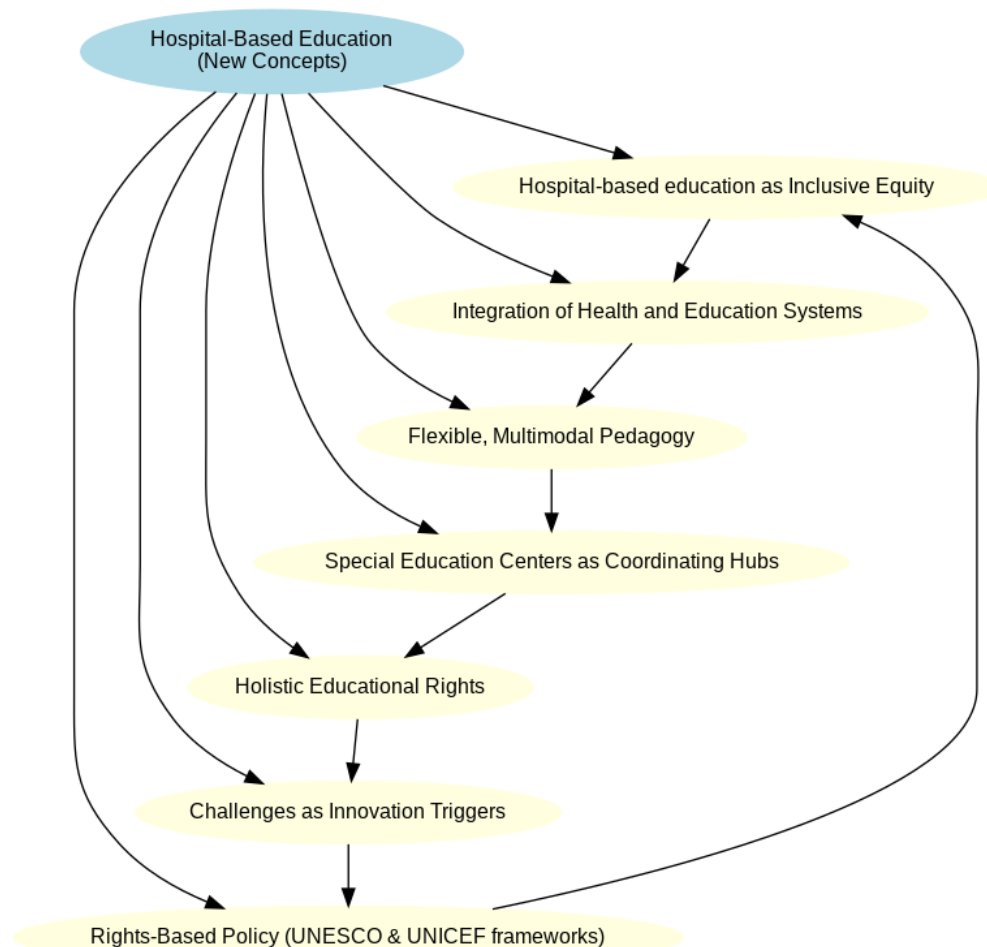 Hospital-Based Education
(New Concepts)
Hospital-based education as Inclusive Equity
Integration of Health and Education Systems
Flexible, Multimodal Pedagogy
Special Education Centers as Coordinating Hubs
Holistic Educational Rights
Challenges as Innovation Triggers
Rights-Based Policy (UNESCO & UNICEF frameworks)